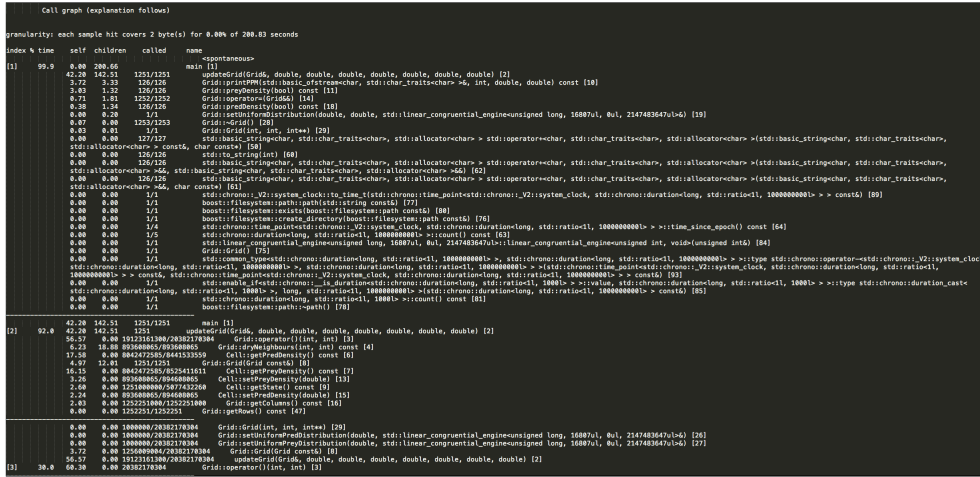 Call graph (explanation follows)
granularity: each sample hit covers 2 byte(s) for 0.00% of 200.83 seconds
index % time self children called name
<spontaneous>
[1] 99.9 0.00 200.66 main [1]
42.20 142.51 1251/1251 updateGrid(Grid&, double, double, double, double, double, double, double) [2]
3.72 3.33 126/126 Grid::printPPM(std::basic_ofstream<char, std::char_traits<char> >&, int, double, double) const [10]
3.03 1.32 126/126 Grid::preyDensity(bool) const [11]
0.71 1.81 1252/1252 Grid::operator=(Grid&&) [14]
0.38 1.34 126/126 Grid::predDensity(bool) const [18]
0.00 0.20 1/1 Grid::setUniformDistribution(double, double, std::linear_congruential_engine<unsigned long, 16807ul, 0ul, 2147483647ul>&) [19]
0.07 0.00 1253/1253 Grid::~Grid() [28]
0.03 0.01 1/1 Grid::Grid(int, int, int**) [29]
0.00 0.00 127/127 std::basic_string<char, std::char_traits<char>, std::allocator<char> > std::operator+<char, std::char_traits<char>, std::allocator<char> >(std::basic_string<char, std::char_traits<char>,
std::allocator<char> > const&, char const*) [50]
0.00 0.00 126/126 std::to_string(int) [60]
0.00 0.00 126/126 std::basic_string<char, std::char_traits<char>, std::allocator<char> > std::operator+<char, std::char_traits<char>, std::allocator<char> >(std::basic_string<char, std::char_traits<char>,
std::allocator<char> >&&, std::basic_string<char, std::char_traits<char>, std::allocator<char> >&&) [62]
0.00 0.00 126/126 std::basic_string<char, std::char_traits<char>, std::allocator<char> > std::operator+<char, std::char_traits<char>, std::allocator<char> >(std::basic_string<char, std::char_traits<char>,
std::allocator<char> >&&, char const*) [61]
0.00 0.00 1/1 std::chrono::_V2::system_clock::to_time_t(std::chrono::time_point<std::chrono::_V2::system_clock, std::chrono::duration<long, std::ratio<1l, 1000000000l> > > const&) [89]
0.00 0.00 1/1 boost::filesystem::path::path(std::string const&) [77]
0.00 0.00 1/1 boost::filesystem::exists(boost::filesystem::path const&) [80]
0.00 0.00 1/1 boost::filesystem::create_directory(boost::filesystem::path const&) [76]
0.00 0.00 1/4 std::chrono::time_point<std::chrono::_V2::system_clock, std::chrono::duration<long, std::ratio<1l, 1000000000l> > >::time_since_epoch() const [64]
0.00 0.00 1/5 std::chrono::duration<long, std::ratio<1l, 1000000000l> >::count() const [63]
0.00 0.00 1/1 std::linear_congruential_engine<unsigned long, 16807ul, 0ul, 2147483647ul>::linear_congruential_engine<unsigned int, void>(unsigned int&) [84]
0.00 0.00 1/1 Grid::Grid() [75]
0.00 0.00 1/1 std::common_type<std::chrono::duration<long, std::ratio<1l, 1000000000l> >, std::chrono::duration<long, std::ratio<1l, 1000000000l> > >::type std::chrono::operator-<std::chrono::_V2::system_cloc
std::chrono::duration<long, std::ratio<1l, 1000000000l> >, std::chrono::duration<long, std::ratio<1l, 1000000000l> > >(std::chrono::time_point<std::chrono::_V2::system_clock, std::chrono::duration<long, std::ratio<1l,
1000000000l> > > const&, std::chrono::time_point<std::chrono::_V2::system_clock, std::chrono::duration<long, std::ratio<1l, 1000000000l> > > const&) [93]
0.00 0.00 1/1 std::enable_if<std::chrono::__is_duration<std::chrono::duration<long, std::ratio<1l, 1000l> > >::value, std::chrono::duration<long, std::ratio<1l, 1000l> > >::type std::chrono::duration_cast<
std::chrono::duration<long, std::ratio<1l, 1000l> >, long, std::ratio<1l, 1000000000l> >(std::chrono::duration<long, std::ratio<1l, 1000000000l> > const&) [85]
0.00 0.00 1/1 std::chrono::duration<long, std::ratio<1l, 1000l> >::count() const [81]
0.00 0.00 1/1 boost::filesystem::path::~path() [78]
-----------------------------------------------
42.20 142.51 1251/1251 main [1]
[2] 92.0 42.20 142.51 1251 updateGrid(Grid&, double, double, double, double, double, double, double) [2]
56.57 0.00 19123161300/20382170304 Grid::operator()(int, int) [3]
6.23 18.88 893608065/893608065 Grid::dryNeighbours(int, int) const [4]
17.58 0.00 8042472585/8441533559 Cell::getPredDensity() const [6]
4.97 12.01 1251/1251 Grid::Grid(Grid const&) [8]
16.15 0.00 8042472585/8525411611 Cell::getPreyDensity() const [7]
3.26 0.00 893608065/894608065 Cell::setPreyDensity(double) [13]
2.60 0.00 1251000000/5077432260 Cell::getState() const [9]
2.24 0.00 893608065/894608065 Cell::setPredDensity(double) [15]
2.03 0.00 1252251000/1252251000 Grid::getColumns() const [16]
0.00 0.00 1252251/1252251 Grid::getRows() const [47]
-----------------------------------------------
0.00 0.00 1000000/20382170304 Grid::Grid(int, int, int**) [29]
0.00 0.00 1000000/20382170304 Grid::setUniformPredDistribution(double, std::linear_congruential_engine<unsigned long, 16807ul, 0ul, 2147483647ul>&) [26]
0.00 0.00 1000000/20382170304 Grid::setUniformPreyDistribution(double, std::linear_congruential_engine<unsigned long, 16807ul, 0ul, 2147483647ul>&) [27]
3.72 0.00 1256009004/20382170304 Grid::Grid(Grid const&) [8]
56.57 0.00 19123161300/20382170304 updateGrid(Grid&, double, double, double, double, double, double, double) [2]
[3] 30.0 60.30 0.00 20382170304 Grid::operator()(int, int) [3]
-----------------------------------------------